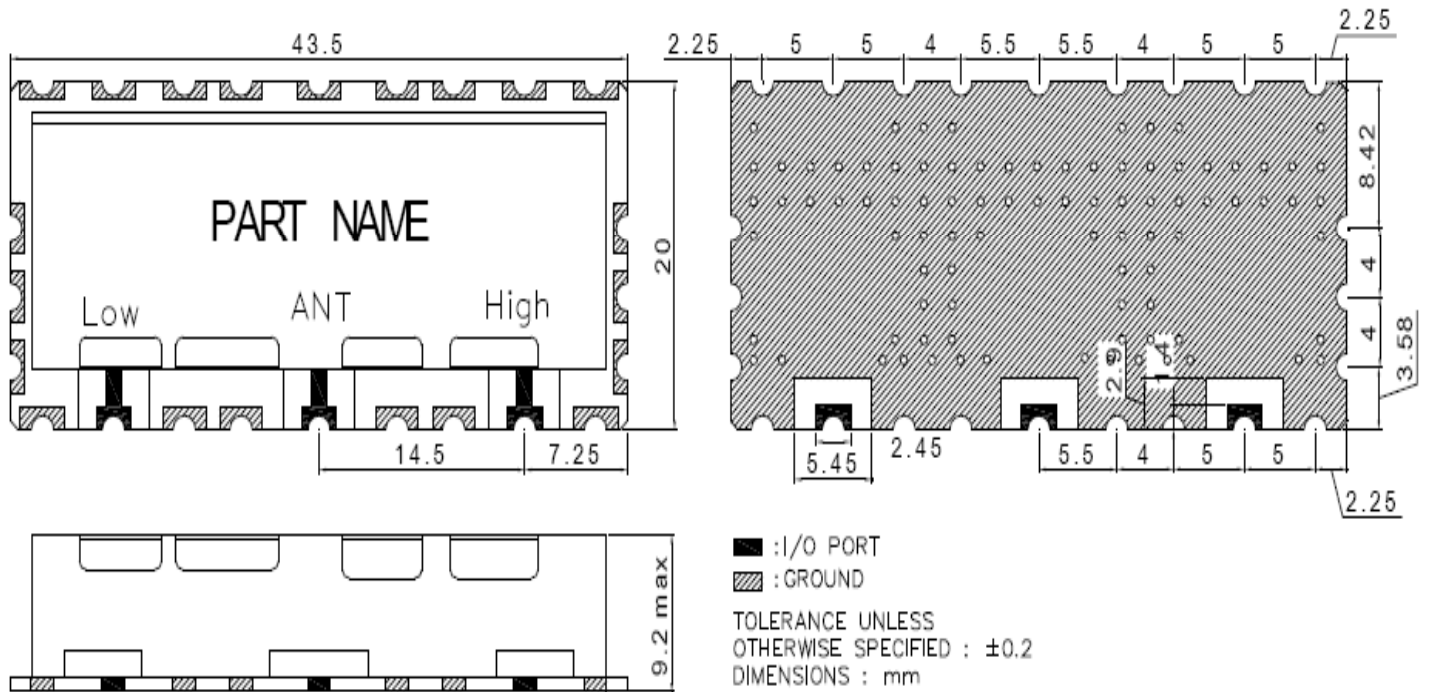 43.5
PART NAME
Low
ANT
High
20
14.5
7.25
2.25
5
5
4
5.5
5.5
4
5
5
2.25
8.42
4
4
3.58
2.9
1.4
5.45
2.45
5.5
4
5
5
2.25
9.2 max
:I/O PORT
:GROUND
TOLERANCE UNLESS
OTHERWISE SPECIFIED : ±0.2
DIMENSIONS : mm